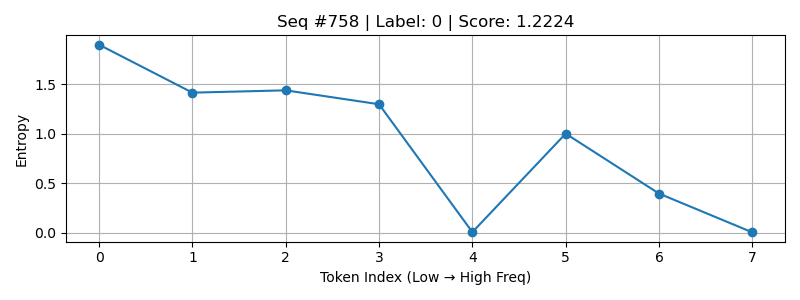 Seq #758 | Label: 0 | Score: 1.2224
Entropy
1.5
1.0
0.5
0.0
0 1 2 3 4 5 6 7
Token Index (Low → High Freq)